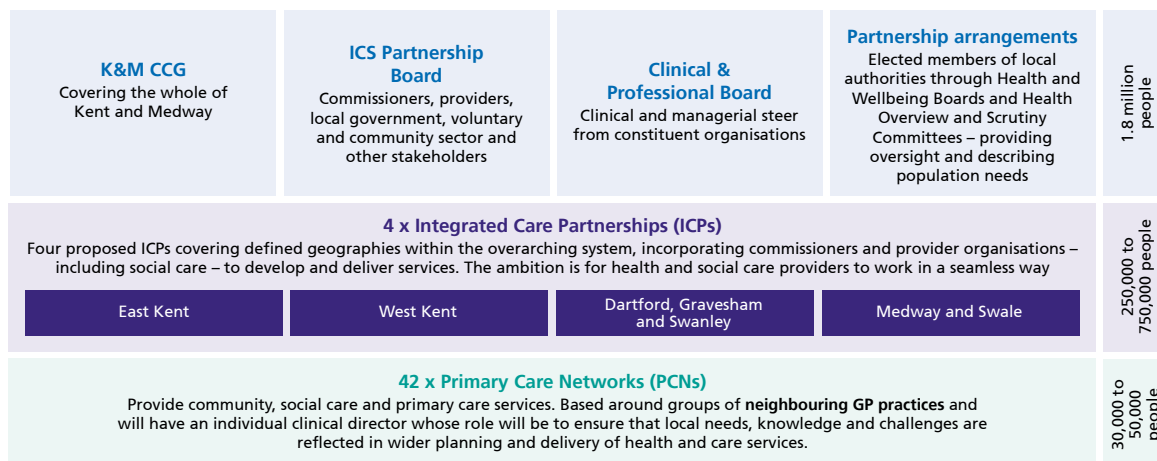 K&M CCG
Covering the whole of
Kent and Medway
ICS Partnership
Board
Commissioners, providers,
local government, voluntary
and community sector and
other stakeholders
Clinical &
Professional Board
Clinical and managerial steer
from constituent organisations
Partnership arrangements
Elected members of local
authorities through Health and
Wellbeing Boards and Health
Overview and Scrutiny
Committees – providing
oversight and describing
population needs
1.8 million
people
4 x Integrated Care Partnerships (ICPs)
Four proposed ICPs covering defined geographies within the overarching system, incorporating commissioners and provider organisations –
including social care – to develop and deliver services. The ambition is for health and social care providers to work in a seamless way
East Kent
West Kent
Dartford, Gravesham
and Swanley
Medway and Swale
250,000 to
750,000 people
42 x Primary Care Networks (PCNs)
Provide community, social care and primary care services. Based around groups of neighbouring GP practices and
will have an individual clinical director whose role will be to ensure that local needs, knowledge and challenges are
reflected in wider planning and delivery of health and care services.
30,000 to
50,000
people